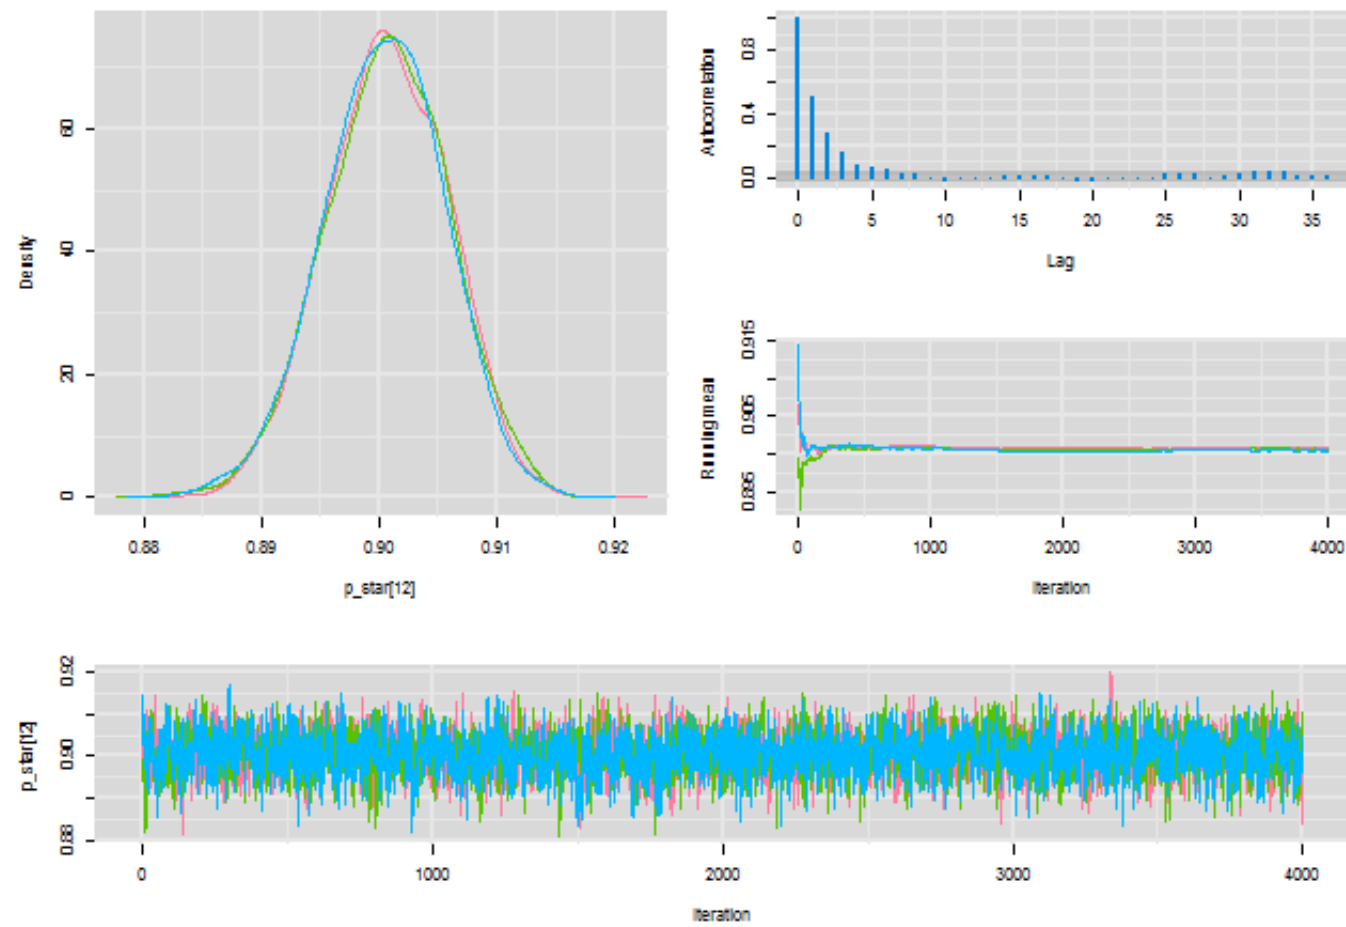 Density
0 20 40 60
0.88 0.89 0.90 0.91 0.92
p_star[12]
Autocorrelation
0.0 0.4 0.8
0 5 10 15 20 25 30 35
Lag
Running mean
0.895 0.905 0.915
0 1000 2000 3000 4000
Iteration
p_star[12]
0.88 0.90 0.92
0 1000 2000 3000 4000
Iteration